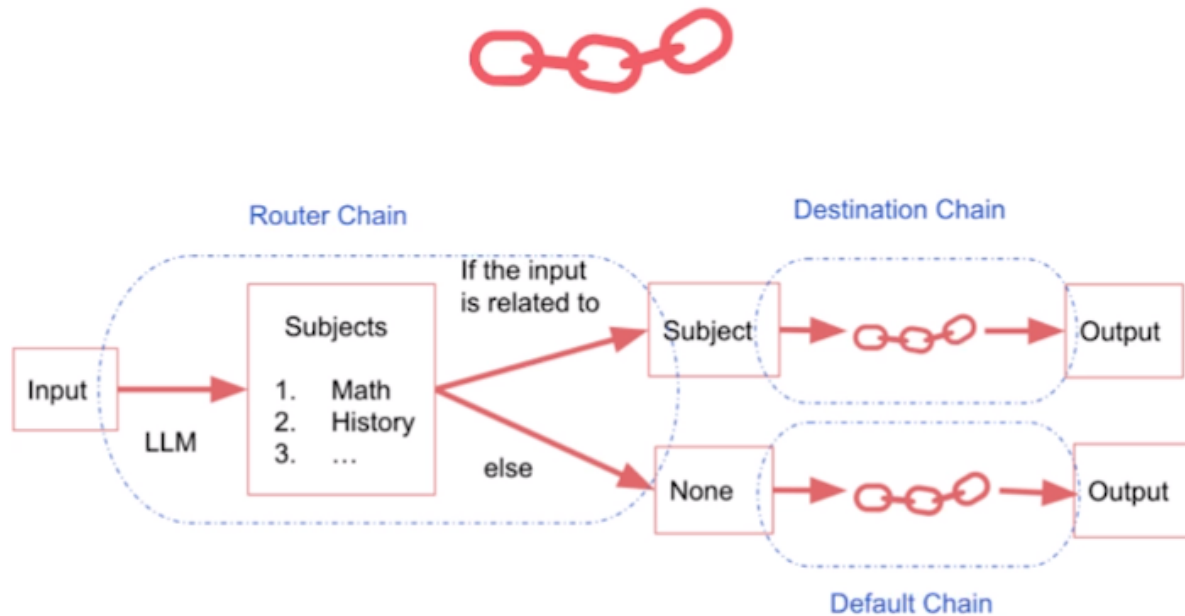 Router Chain
Destination Chain
If the input
is related to
Subjects
Subject
Output
Input
1. Math
2. History
3. …
LLM
else
None
Output
Default Chain